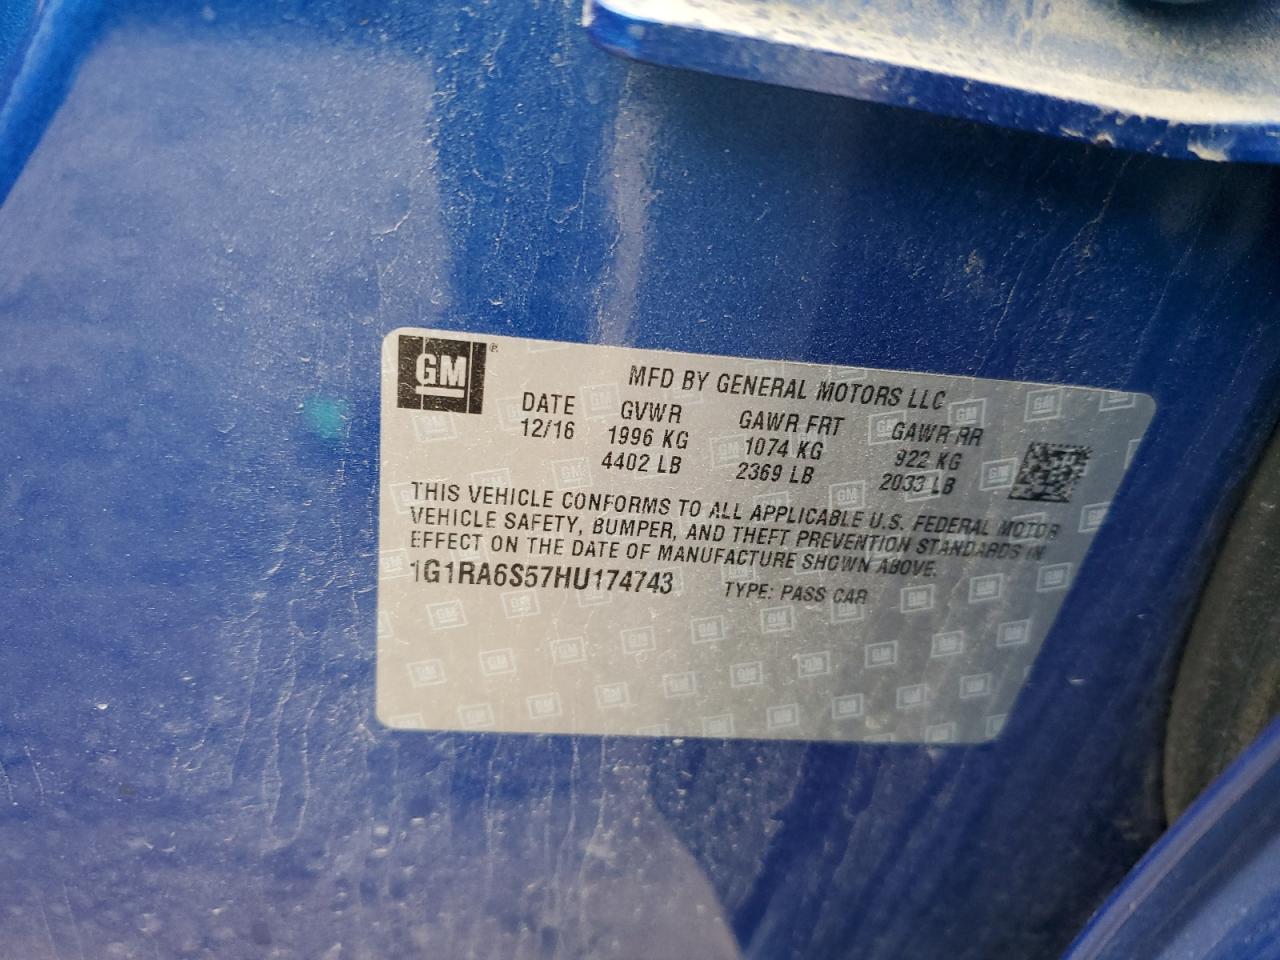 GM®
MFD BY GENERAL MOTORS LLC
DATE GVWR GAWR FRT GAWR RR
12/16 1996 KG 1074 KG 922 KG
4402 LB 2369 LB 2033 LB
THIS VEHICLE CONFORMS TO ALL APPLICABLE U.S. FEDERAL MOTOR
VEHICLE SAFETY, BUMPER, AND THEFT PREVENTION STANDARDS IN
EFFECT ON THE DATE OF MANUFACTURE SHOWN ABOVE.
1G1RA6S57HU174743 TYPE: PASS CAR